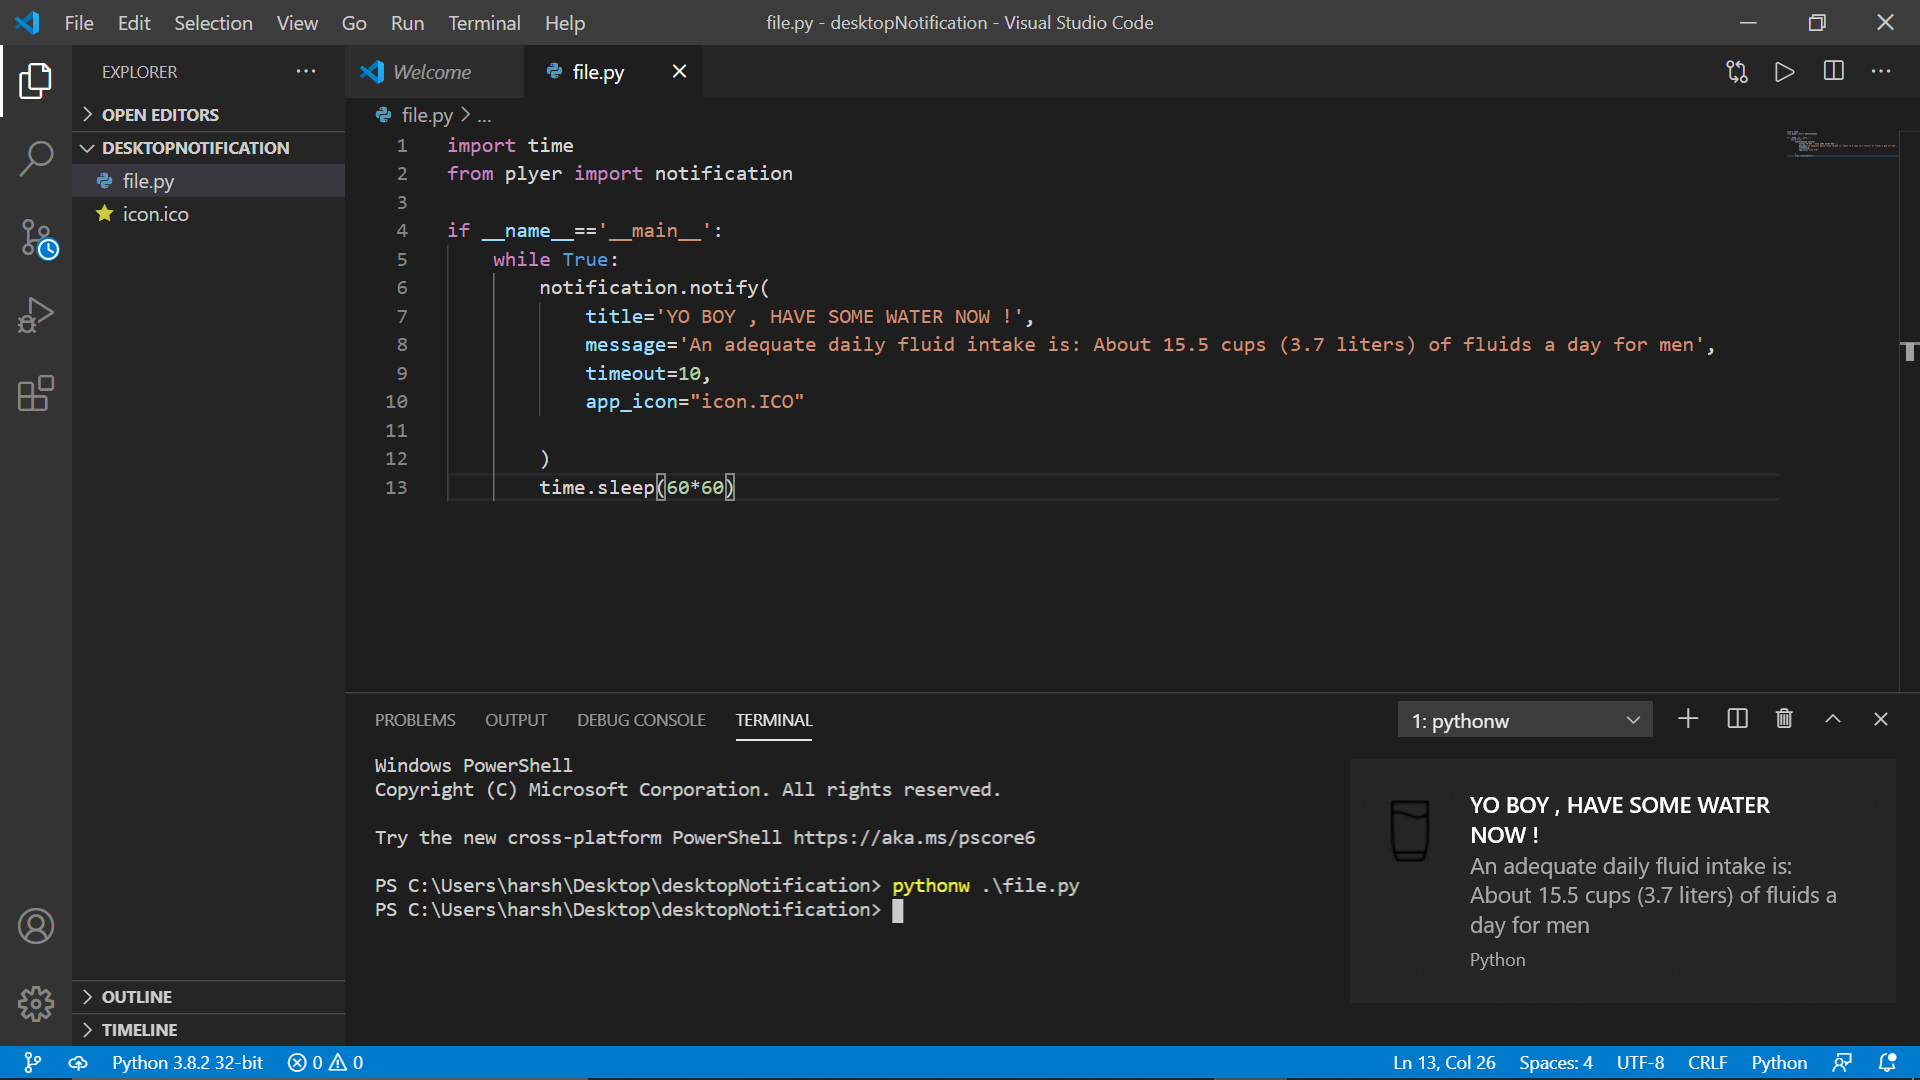 File Edit Selection View Go Run Terminal Help
file.py - desktopNotification - Visual Studio Code
EXPLORER
OPEN EDITORS
DESKTOPNOTIFICATION
file.py
icon.ico
OUTLINE
TIMELINE
Welcome
file.py
file.py > ...
1 import time
2 from plyer import notification
3
4 if __name__=='__main__':
5 while True:
6 notification.notify(
7 title='YO BOY , HAVE SOME WATER NOW !',
8 message='An adequate daily fluid intake is: About 15.5 cups (3.7 liters) of fluids a day for men',
9 timeout=10,
10 app_icon="icon.ICO"
11
12 )
13 time.sleep(60*60)
PROBLEMS OUTPUT DEBUG CONSOLE TERMINAL
1: pythonw
Windows PowerShell
Copyright (C) Microsoft Corporation. All rights reserved.
Try the new cross-platform PowerShell https://aka.ms/pscore6
PS C:\Users\harsh\Desktop\desktopNotification> pythonw .\file.py
PS C:\Users\harsh\Desktop\desktopNotification>
YO BOY , HAVE SOME WATER
NOW !
An adequate daily fluid intake is:
About 15.5 cups (3.7 liters) of fluids a
day for men
Python
Python 3.8.2 32-bit 0 0
Ln 13, Col 26 Spaces: 4 UTF-8 CRLF Python